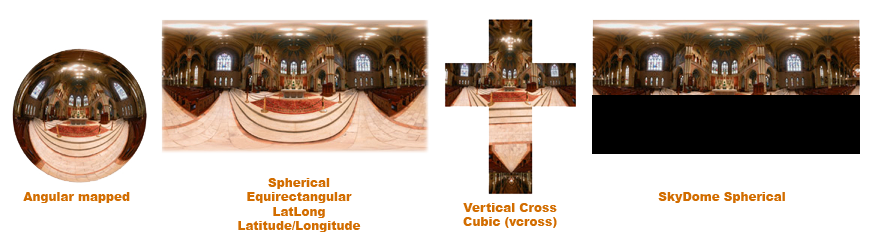 Angular mapped
Spherical
Equirectangular
LatLong
Latitude/Longitude
Vertical Cross
Cubic (vcross)
SkyDome Spherical